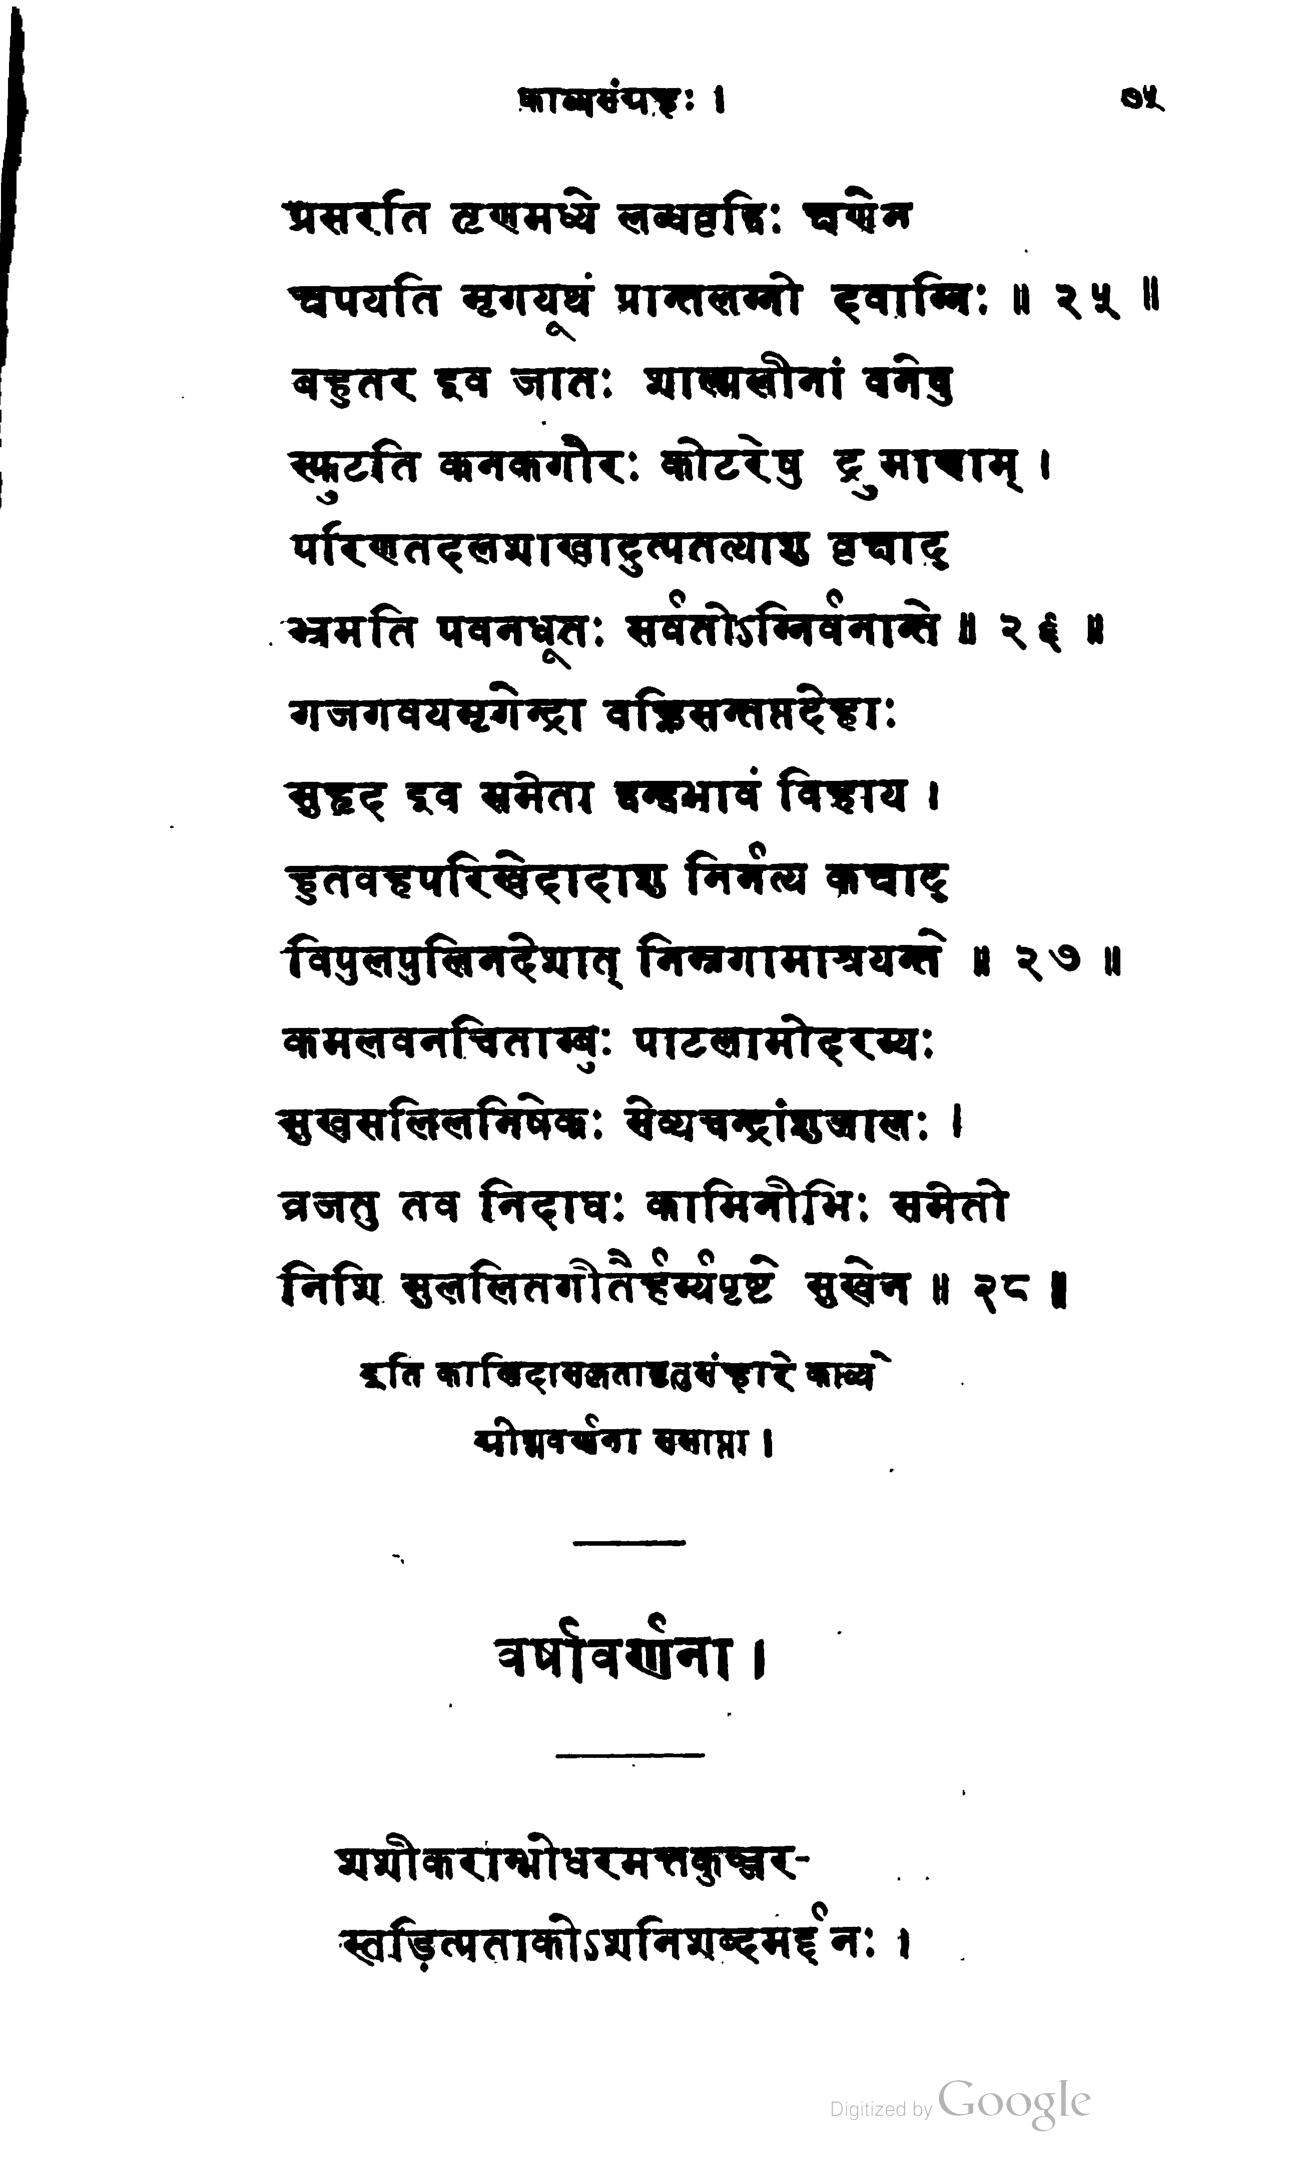 काव्यसंग्रहः । ७५
प्रसरति तृणमध्ये लब्धवृद्धिः क्षणेन
क्षपयति मृगयूथं प्रान्तलग्नो दवाग्निः ॥ २५ ॥
बहुतर इव जातः शाल्मलीनां वनेषु
स्फुटति कनकगौरः कोटरेषु द्रुमाणाम् ।
परिणतदलशाखादुत्पतत्याशु वृक्षाद्
भ्रमति पवनधूतः सर्वतोऽग्निर्वनान्ते ॥ २६ ॥
गजगवयमृगेन्द्रा वह्निसन्तप्तदेहाः
सुहृद इव समेता द्वन्द्वभावं विहाय ।
हुतवहपरिखेदादाशु निर्गत्य कक्षाद्
विपुलपुलिनदेशात् निम्नगामाश्रयन्ते ॥ २७ ॥
कमलवनचिताम्बुः पाटलामोदरम्यः
सुखसलिलनिषेकः सेव्यचन्द्रांशुजालः ।
व्रजतु तव निदाघः कामिनीभिः समेतो
निशि सुललितगीतैर्हर्म्यपृष्टे सुखेन ॥ २८ ॥
इति कालिदासकृतावृतुसंहारे काव्ये
ग्रीष्मवर्णना समाप्ता ।
वर्षावर्णना ।
शशीकराम्भोधरमत्तकुञ्जर-
स्तड़ित्पताकोऽशनिशब्दमर्द्दनः ।
Digitized by Google